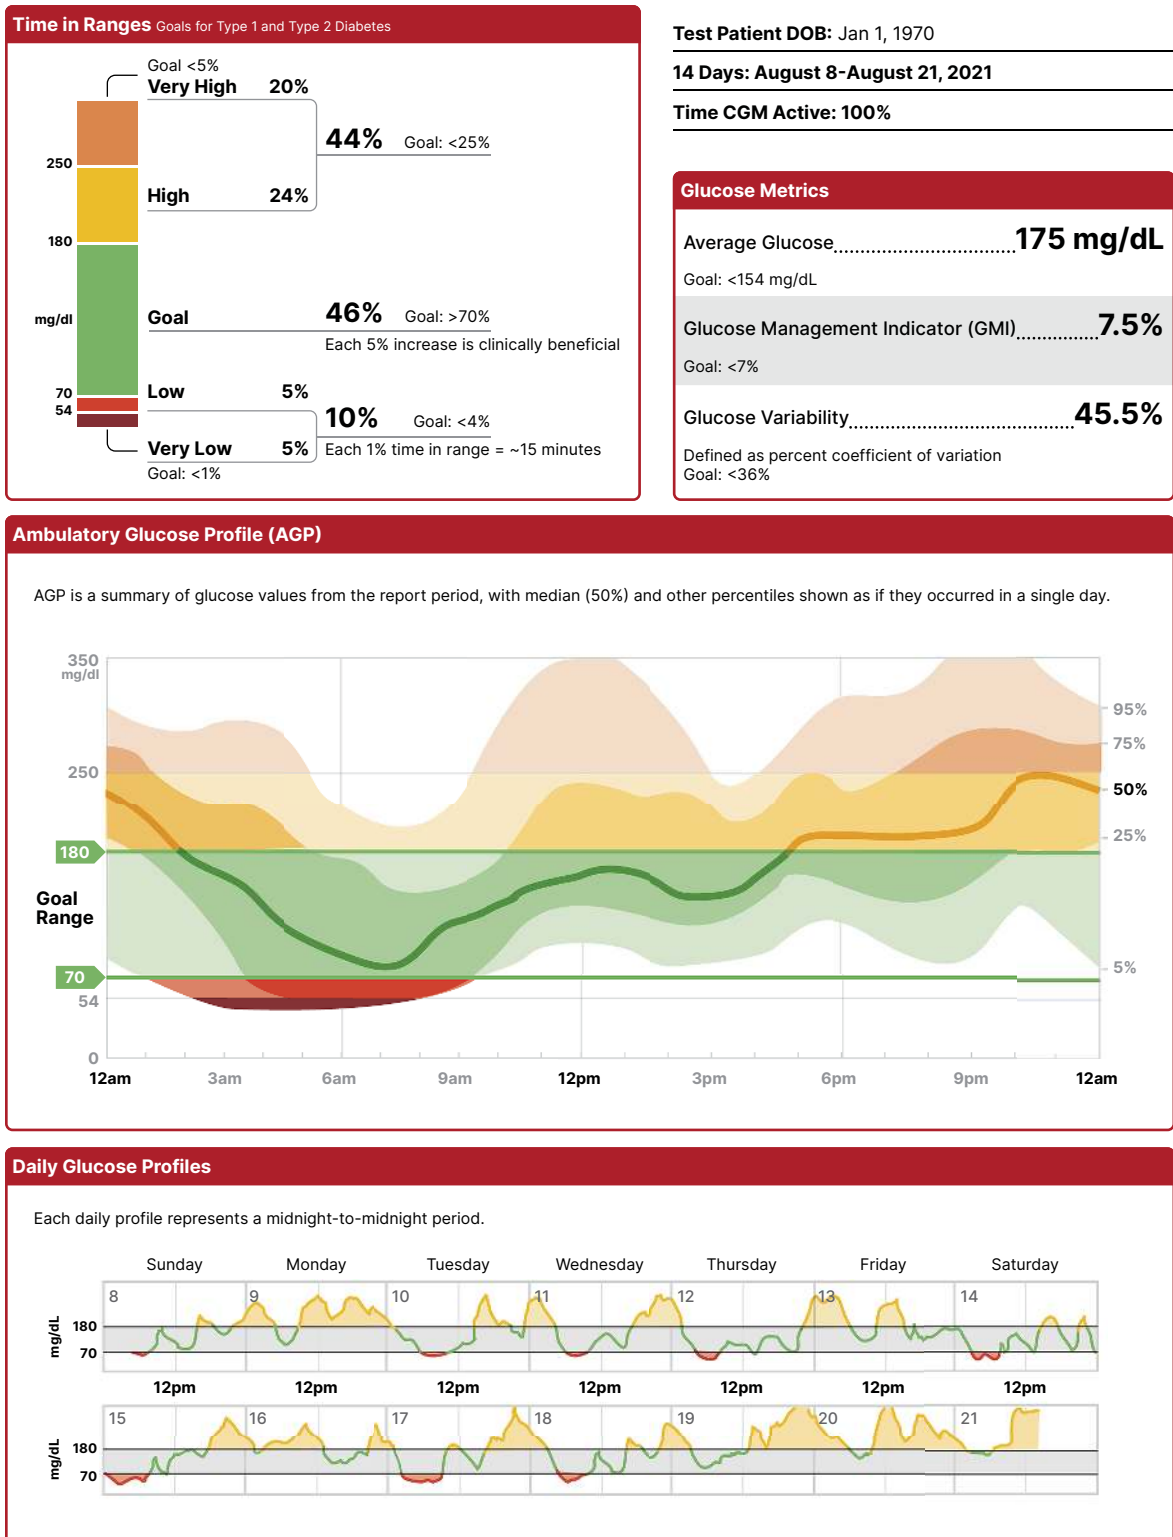 Time in Ranges Goals for Type 1 and Type 2 Diabetes
Goal <5%
Very High 20%
44% Goal: <25%
250
High 24%
180
mg/dl
Goal 46% Goal: >70%
Each 5% increase is clinically beneficial
70
Low 5%
54
10% Goal: <4%
Very Low 5% Each 1% time in range = ~15 minutes
Goal: <1%
Test Patient DOB: Jan 1, 1970
14 Days: August 8-August 21, 2021
Time CGM Active: 100%
Glucose Metrics
Average Glucose 175 mg/dL
Goal: <154 mg/dL
Glucose Management Indicator (GMI) 7.5%
Goal: <7%
Glucose Variability 45.5%
Defined as percent coefficient of variation
Goal: <36%
Ambulatory Glucose Profile (AGP)
AGP is a summary of glucose values from the report period, with median (50%) and other percentiles shown as if they occurred in a single day.
350
mg/dl
95%
75%
250
50%
25%
180
Goal
Range
70
5%
54
0
12am 3am 6am 9am 12pm 3pm 6pm 9pm 12am
Daily Glucose Profiles
Each daily profile represents a midnight-to-midnight period.
Sunday Monday Tuesday Wednesday Thursday Friday Saturday
8 9 10 11 12 13 14
mg/dL
180
70
12pm 12pm 12pm 12pm 12pm 12pm 12pm
15 16 17 18 19 20 21
mg/dL
180
70